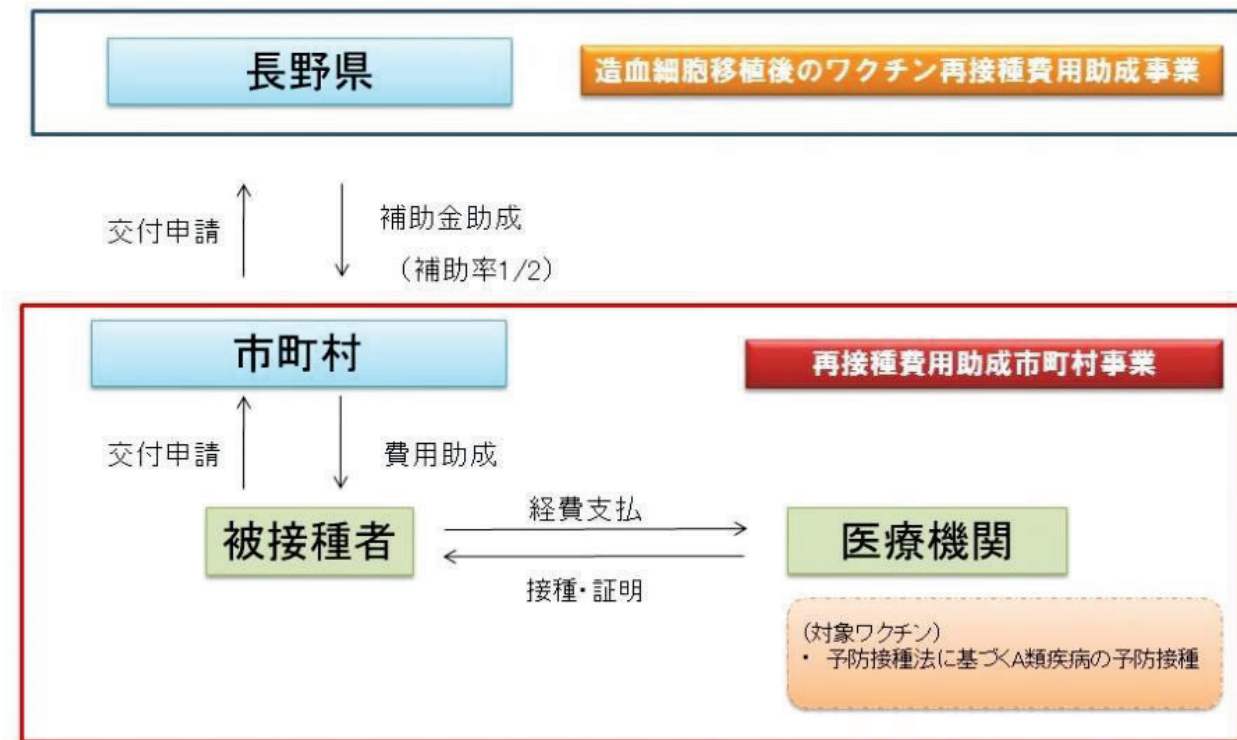 長野県
造血細胞移植後のワクチン再接種費用助成事業
交付申請
補助金助成
（補助率1/2）
市町村
再接種費用助成市町村事業
交付申請
費用助成
被接種者
経費支払
接種・証明
医療機関
(対象ワクチン)
・ 予防接種法に基づくA類疾病の予防接種